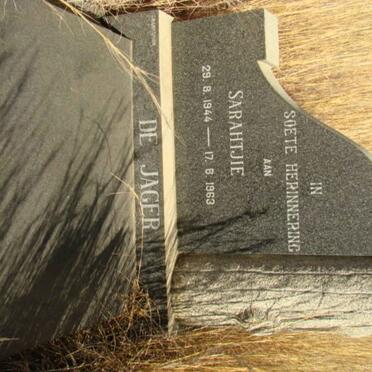 IN
SOETE HERINNERING
AAN
SARAHTJIE
29. 8. 1944 — 17. 6. 1963
DE JAGER